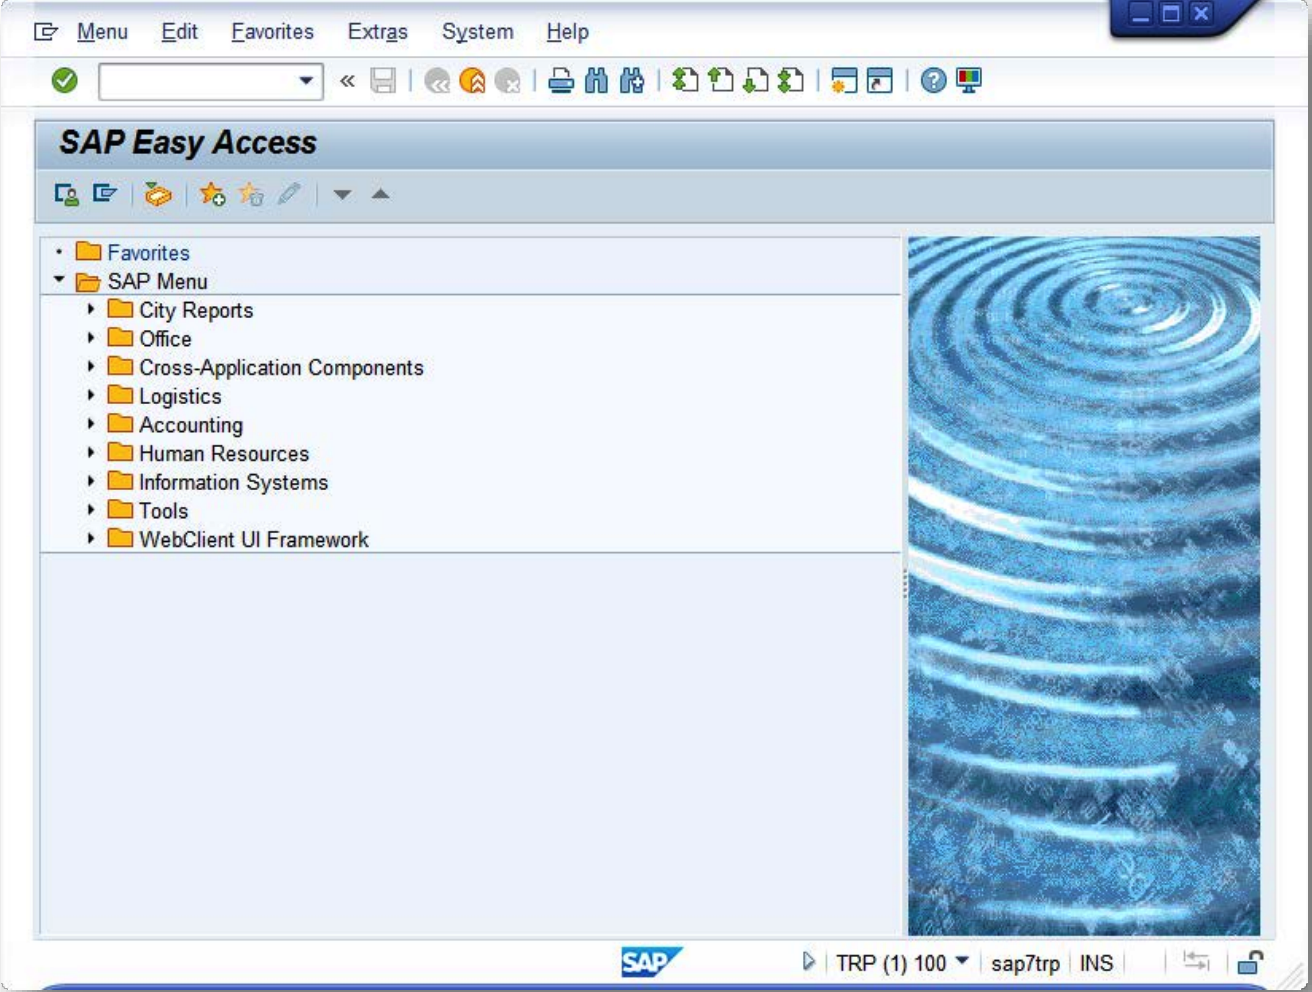 Menu Edit Favorites Extras System Help
SAP Easy Access
Favorites
SAP Menu
City Reports
Office
Cross-Application Components
Logistics
Accounting
Human Resources
Information Systems
Tools
WebClient UI Framework
SAP TRP (1) 100 sap7trp INS